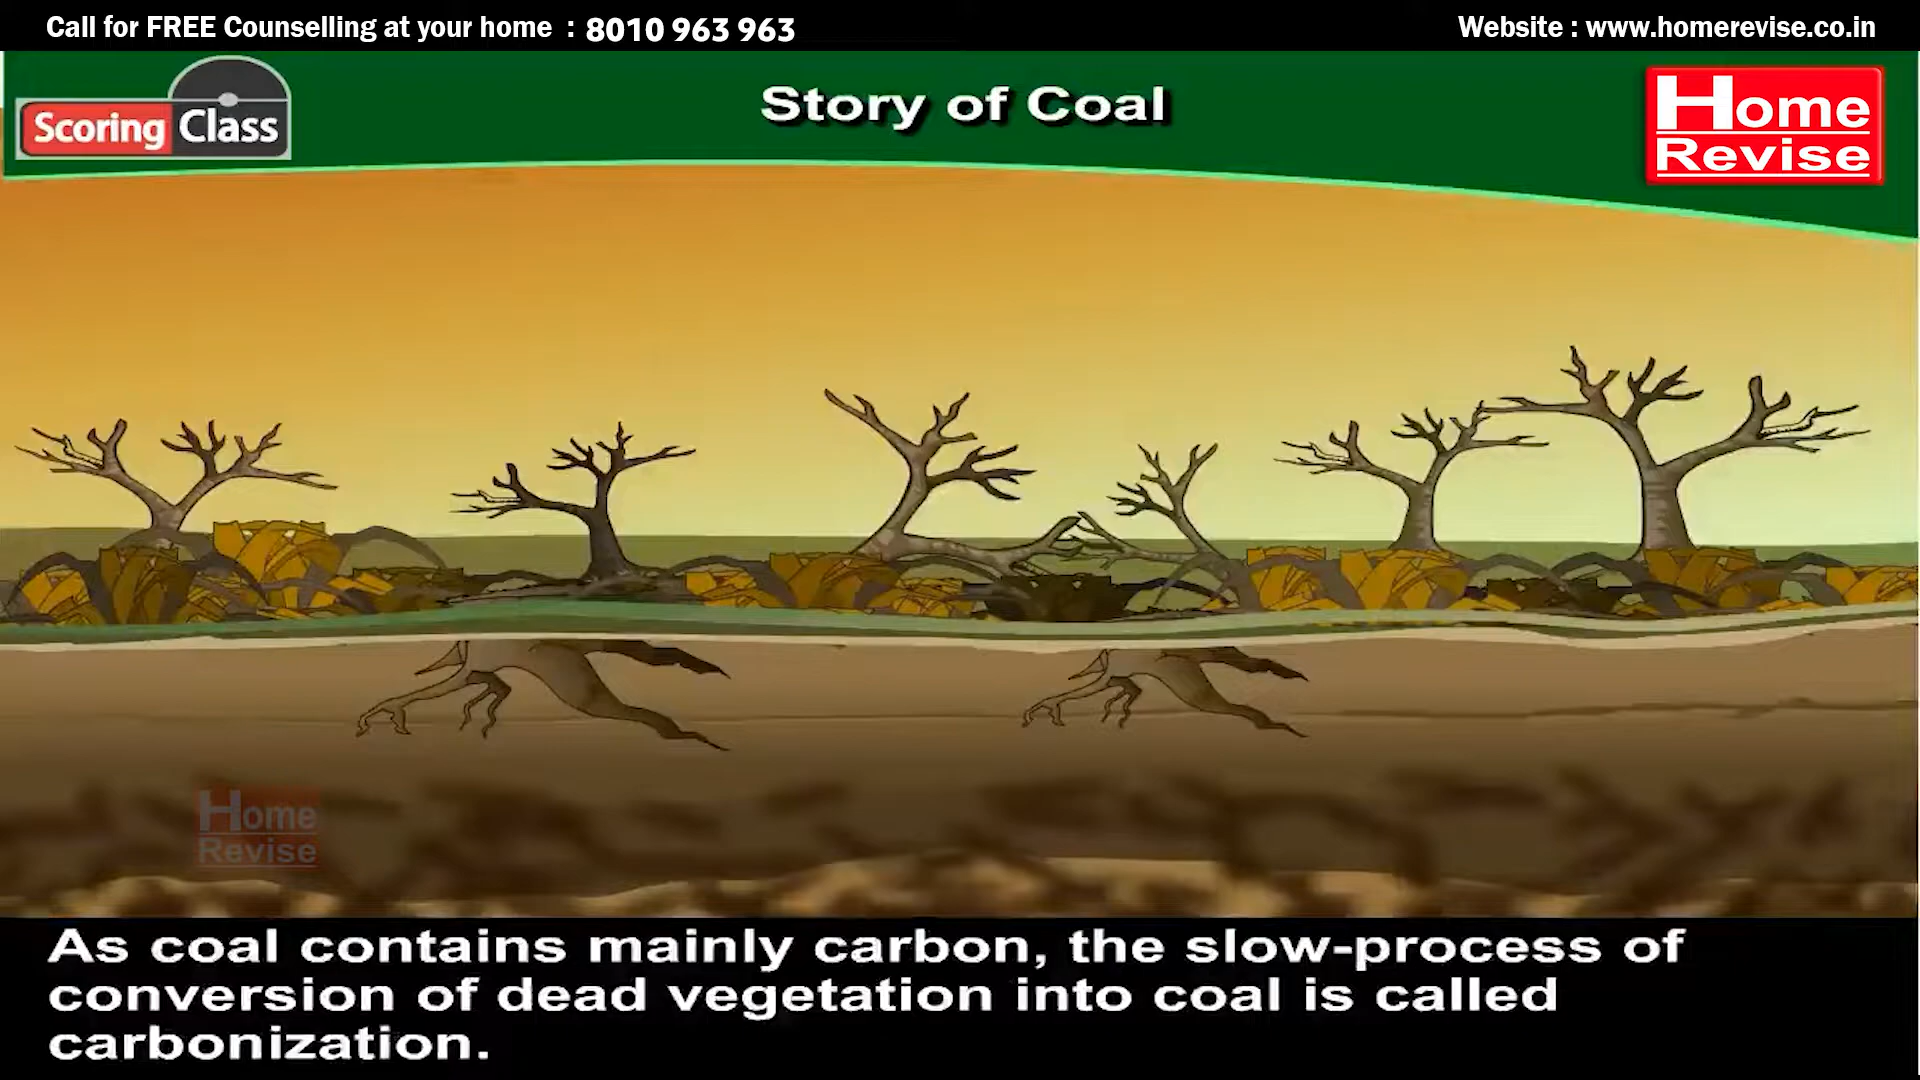 Call for FREE Counselling at your home : 8010 963 963
Website : www.homerevise.co.in
Scoring Class
Story of Coal
Home
Revise
Home
Revise
As coal contains mainly carbon, the slow-process of
conversion of dead vegetation into coal is called
carbonization.